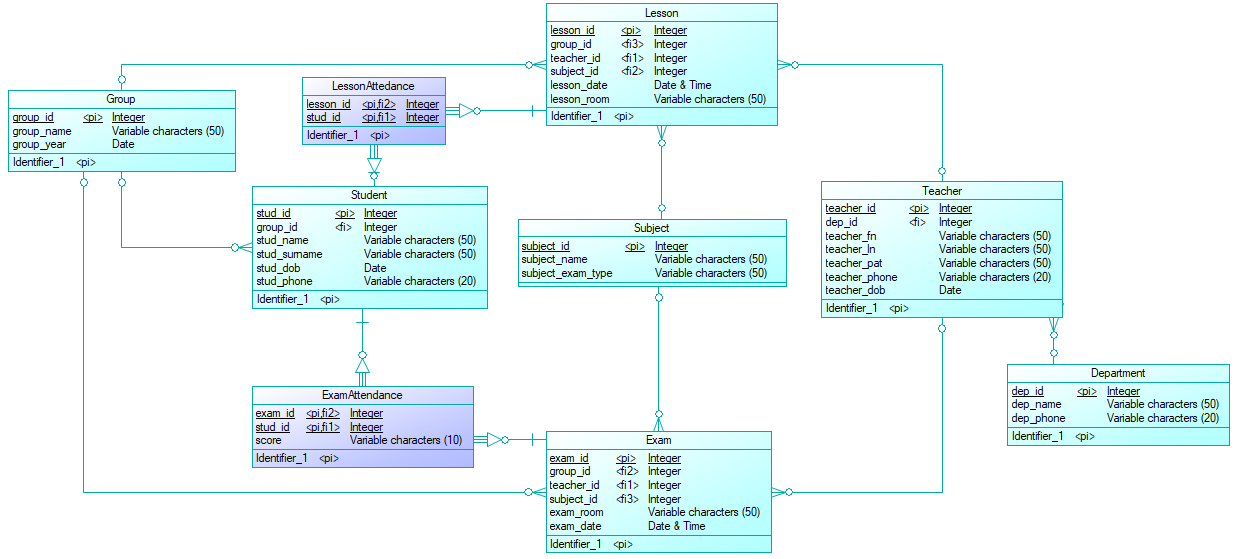 Lesson
lesson_id <pi> Integer
group_id <fi3> Integer
teacher_id <fi1> Integer
subject_id <fi2> Integer
lesson_date Date & Time
lesson_room Variable characters (50)
Identifier_1 <pi>
LessonAttedance
lesson_id <pi,fi2> Integer
stud_id <pi,fi1> Integer
Identifier_1 <pi>
Group
group_id <pi> Integer
group_name Variable characters (50)
group_year Date
Identifier_1 <pi>
Student
stud_id <pi> Integer
group_id <fi> Integer
stud_name Variable characters (50)
stud_surname Variable characters (50)
stud_dob Date
stud_phone Variable characters (20)
Identifier_1 <pi>
Subject
subject_id <pi> Integer
subject_name Variable characters (50)
subject_exam_type Variable characters (50)
Teacher
teacher_id <pi> Integer
dep_id <fi> Integer
teacher_fn Variable characters (50)
teacher_ln Variable characters (50)
teacher_pat Variable characters (50)
teacher_phone Variable characters (20)
teacher_dob Date
Identifier_1 <pi>
Department
dep_id <pi> Integer
dep_name Variable characters (50)
dep_phone Variable characters (20)
Identifier_1 <pi>
ExamAttendance
exam_id <pi,fi2> Integer
stud_id <pi,fi1> Integer
score Variable characters (10)
Identifier_1 <pi>
Exam
exam_id <pi> Integer
group_id <fi2> Integer
teacher_id <fi1> Integer
subject_id <fi3> Integer
exam_room Variable characters (50)
exam_date Date & Time
Identifier_1 <pi>